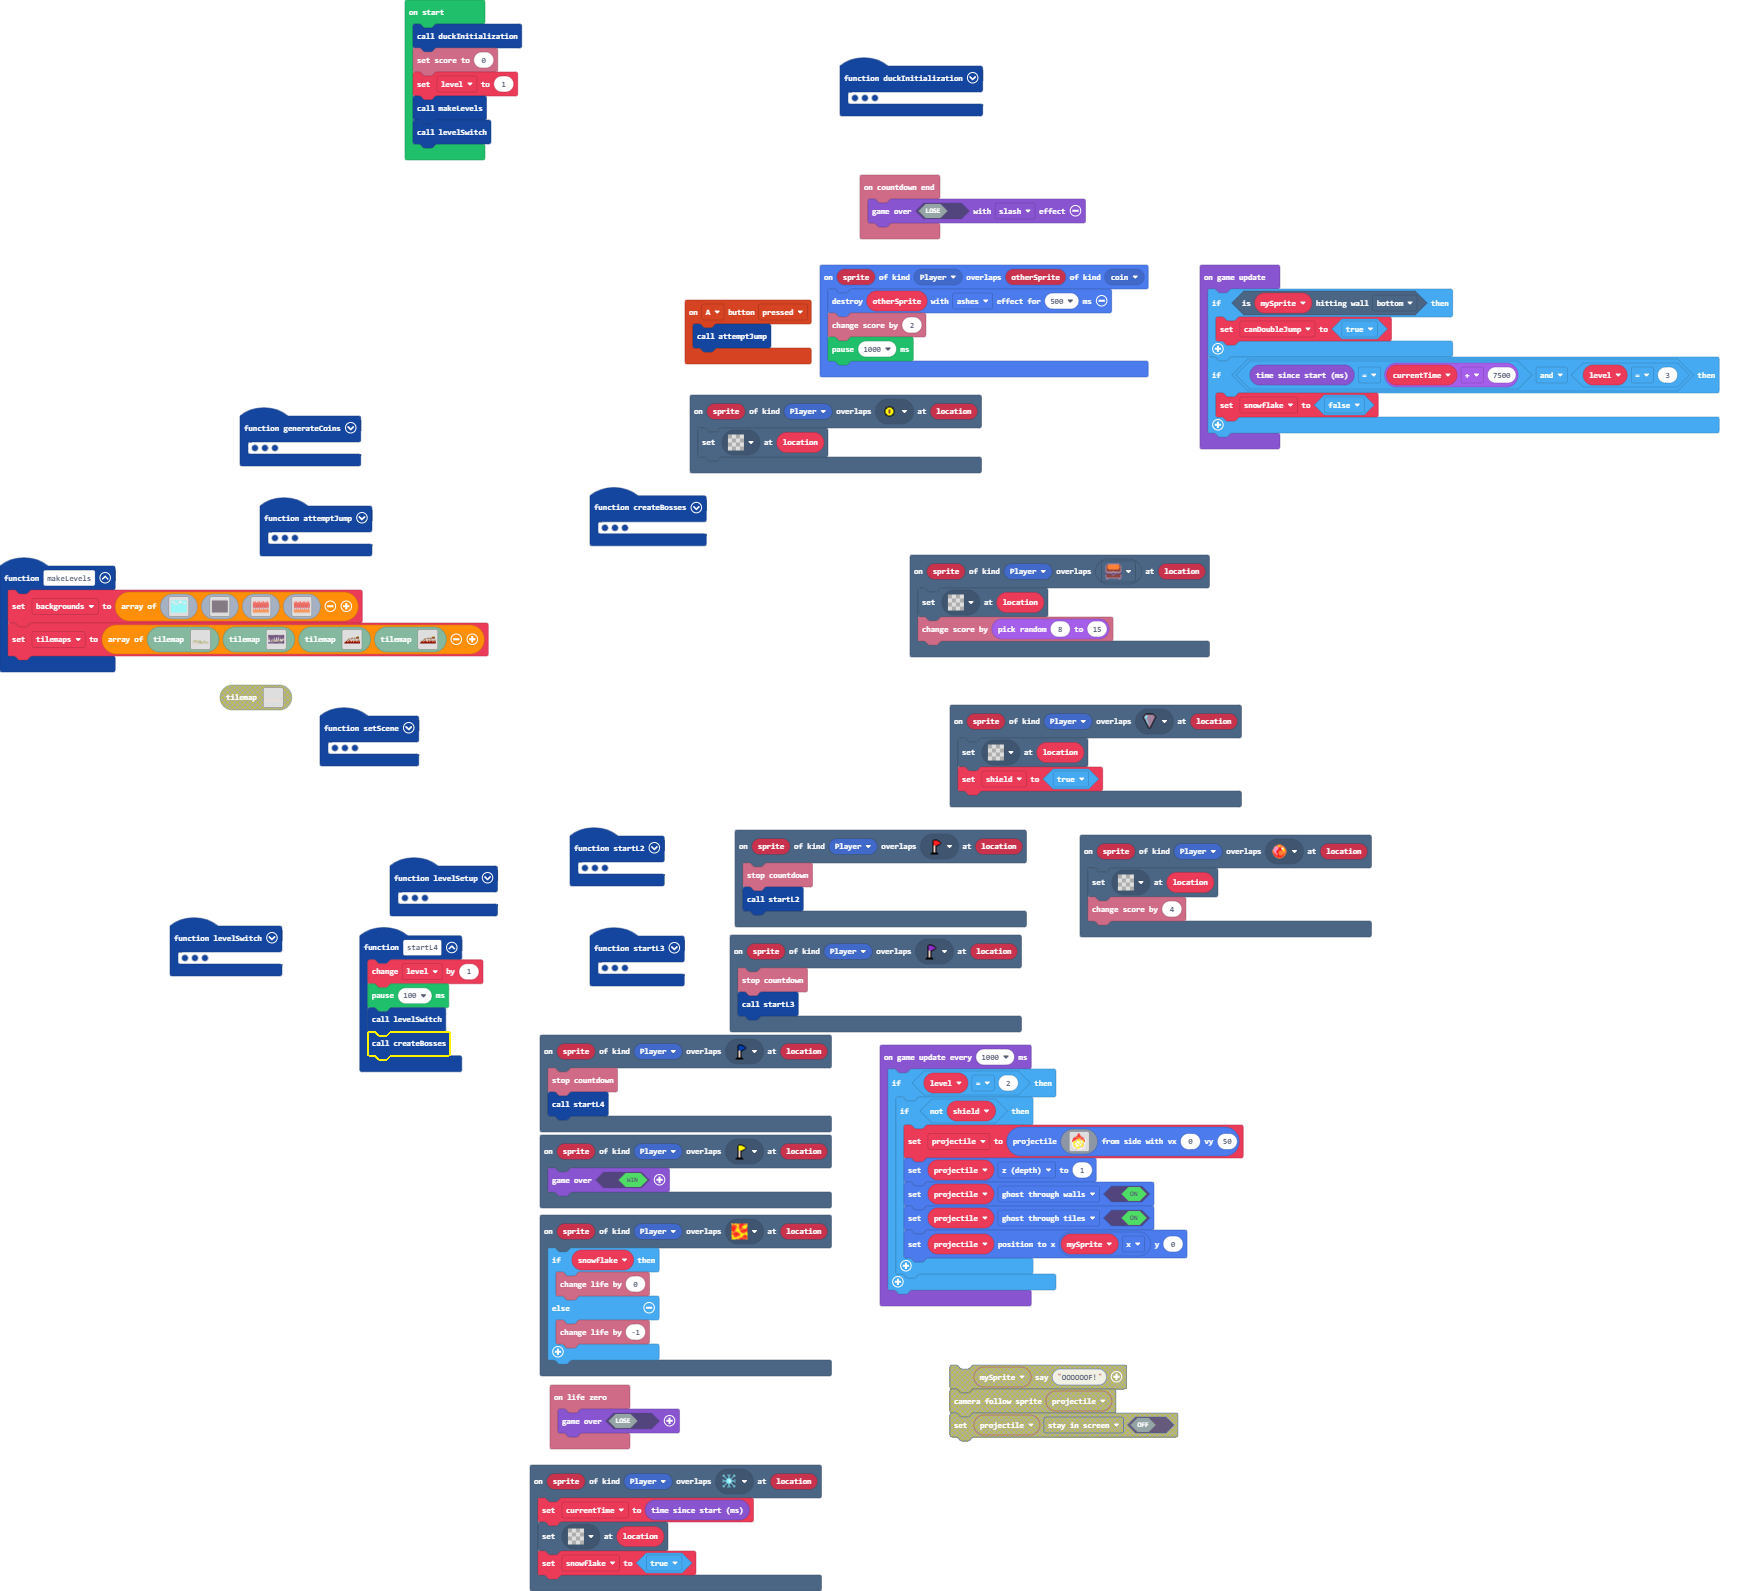 on start
call duckInitialization
set score to 0
set level to 1
call makeLevels
call levelSwitch
function duckInitialization
on countdown end
game over LOSE with slash effect
on sprite of kind Player overlaps otherSprite of kind coin
destroy otherSprite with ashes effect for 500 ms
change score by 2
pause 1000 ms
on A button pressed
call attemptJump
on game update
if is mySprite hitting wall bottom then
set canDoubleJump to true
if time since start (ms) = currentTime + 7500 and level = 3 then
set snowflake to false
on sprite of kind Player overlaps at location
set at location
function generateCoins
function attemptJump
function createBosses
function makeLevels
set backgrounds to array of
set tilemaps to array of tilemap tilemap tilemap tilemap
tilemap
function setScene
on sprite of kind Player overlaps at location
set at location
change score by pick random 8 to 15
on sprite of kind Player overlaps at location
set at location
set shield to true
function startL2
on sprite of kind Player overlaps at location
stop countdown
call startL2
on sprite of kind Player overlaps at location
set at location
change score by 4
function levelSetup
function levelSwitch
function startL4
change level by 1
pause 100 ms
call levelSwitch
call createBosses
function startL3
on sprite of kind Player overlaps at location
stop countdown
call startL3
on sprite of kind Player overlaps at location
stop countdown
call startL4
on sprite of kind Player overlaps at location
game over WIN
on sprite of kind Player overlaps at location
if snowflake then
change life by 0
else
change life by -1
on game update every 1000 ms
if level = 2 then
if not shield then
set projectile to projectile from side with vx 0 vy 50
set projectile z (depth) to 1
set projectile ghost through walls ON
set projectile ghost through tiles ON
set projectile position to x mySprite x y 0
on life zero
game over LOSE
mySprite say "OOOOOOF!"
camera follow sprite projectile
set projectile stay in screen OFF
on sprite of kind Player overlaps at location
set currentTime to time since start (ms)
set at location
set snowflake to true